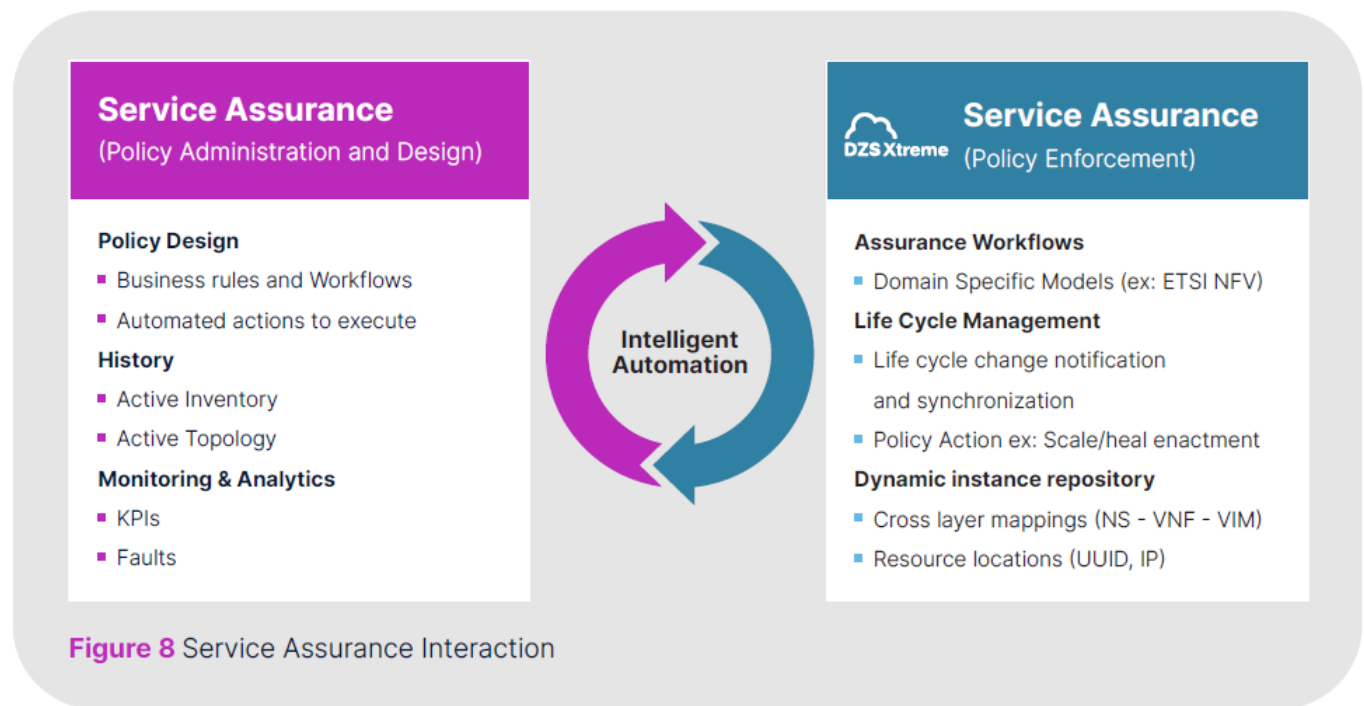 Service Assurance
(Policy Administration and Design)
Policy Design
Business rules and Workflows
Automated actions to execute
History
Active Inventory
Active Topology
Monitoring & Analytics
KPIs
Faults
Intelligent
Automation
DZS Xtreme
Service Assurance
(Policy Enforcement)
Assurance Workflows
Domain Specific Models (ex: ETSI NFV)
Life Cycle Management
Life cycle change notification
and synchronization
Policy Action ex: Scale/heal enactment
Dynamic instance repository
Cross layer mappings (NS - VNF - VIM)
Resource locations (UUID, IP)
Figure 8 Service Assurance Interaction